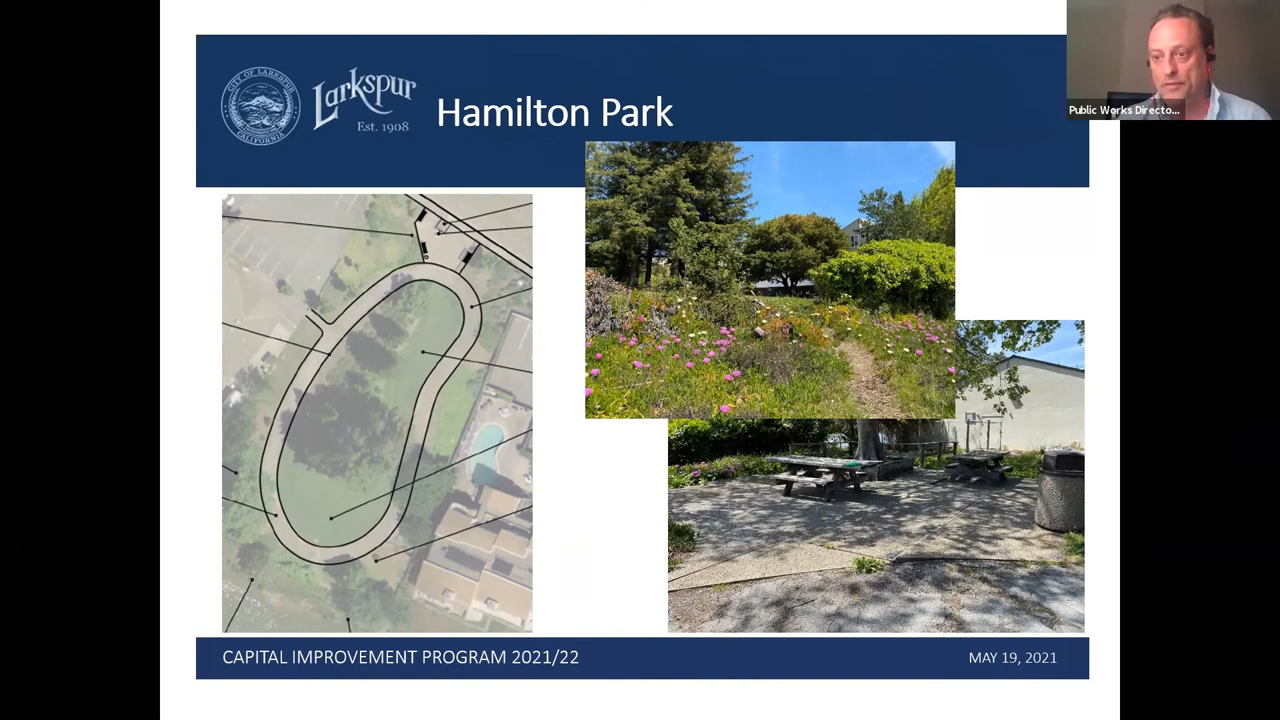 CITY OF LARKSPUR
CALIFORNIA
Larkspur
Est. 1908
Hamilton Park
Public Works Directo...
CAPITAL IMPROVEMENT PROGRAM 2021/22
MAY 19, 2021